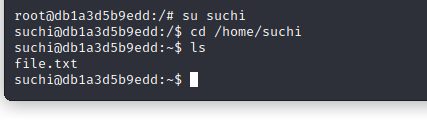 root@db1a3d5b9edd:/# su suchi
suchi@db1a3d5b9edd:/$ cd /home/suchi
suchi@db1a3d5b9edd:~$ ls
file.txt
suchi@db1a3d5b9edd:~$